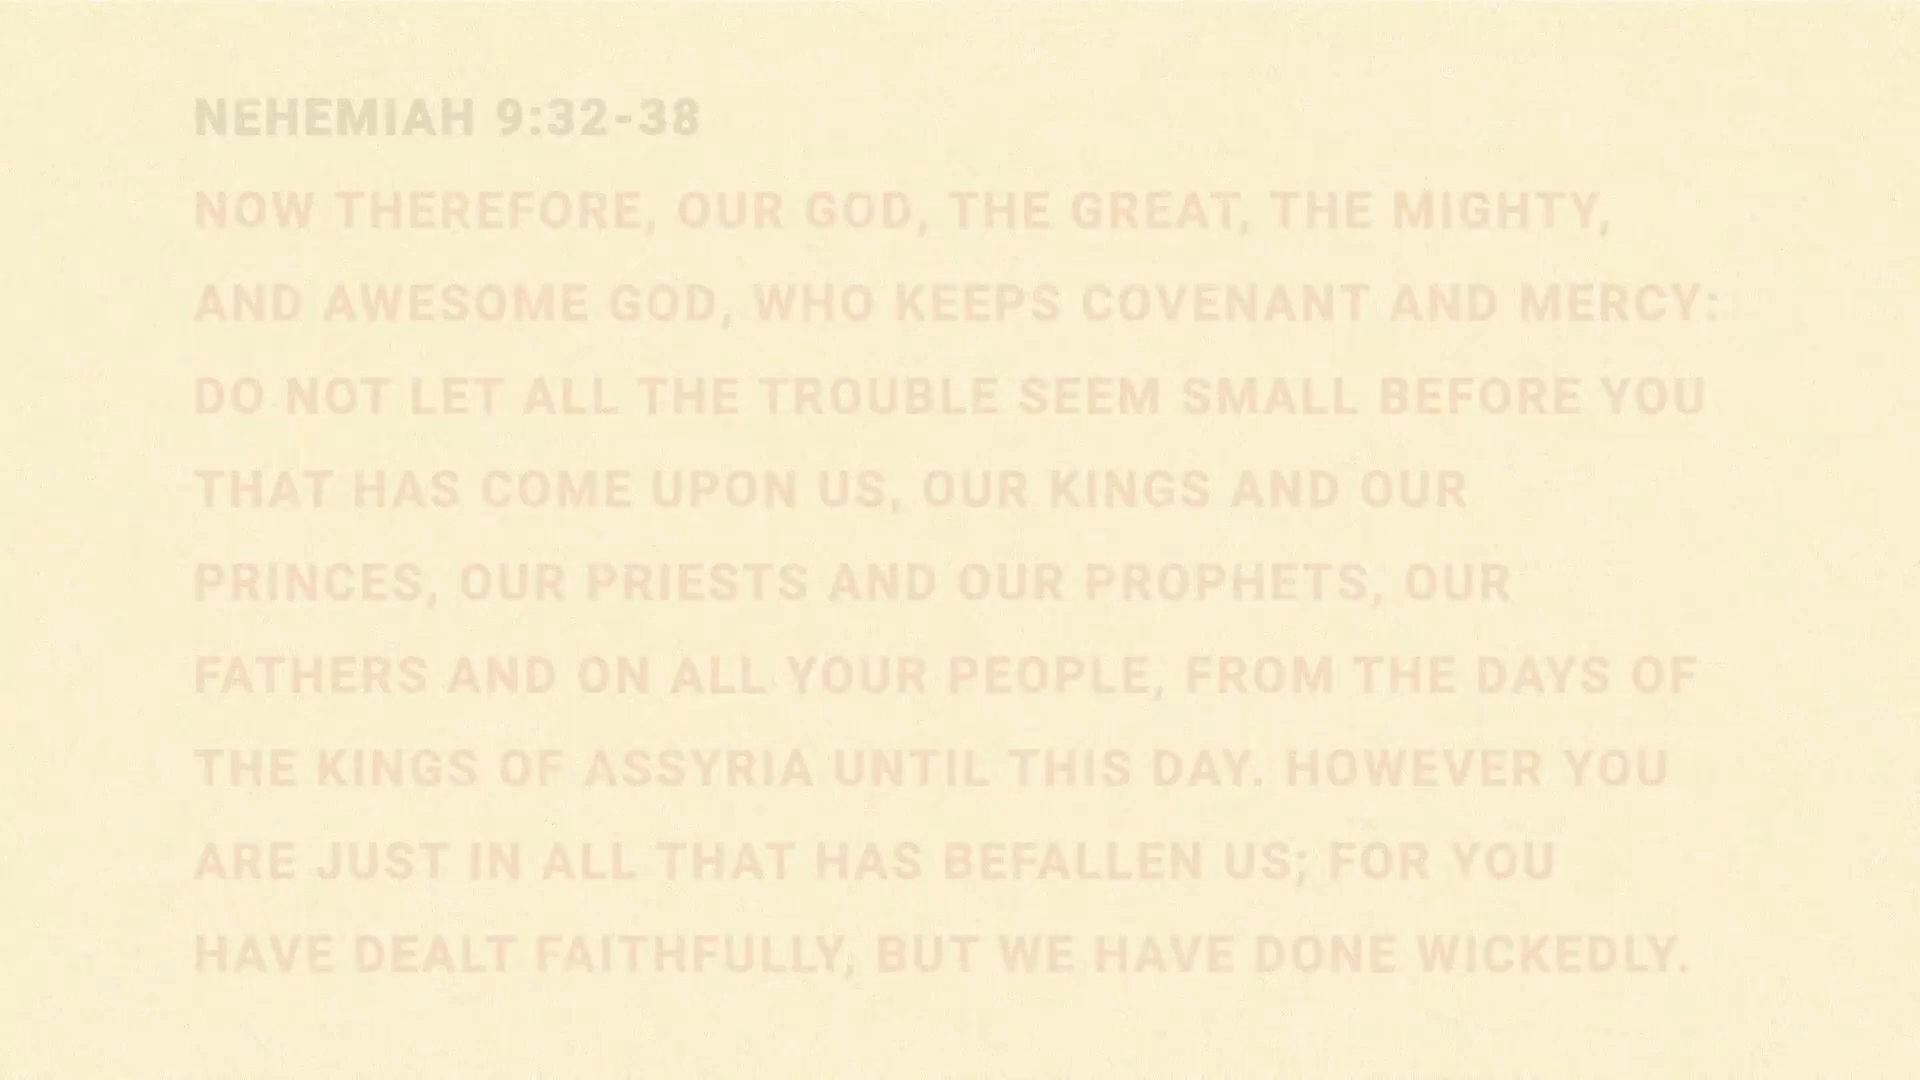 NEHEMIAH 9:32-38
NOW THEREFORE, OUR GOD, THE GREAT, THE MIGHTY,
AND AWESOME GOD, WHO KEEPS COVENANT AND MERCY:
DO NOT LET ALL THE TROUBLE SEEM SMALL BEFORE YOU
THAT HAS COME UPON US, OUR KINGS AND OUR
PRINCES, OUR PRIESTS AND OUR PROPHETS, OUR
FATHERS AND ON ALL YOUR PEOPLE, FROM THE DAYS OF
THE KINGS OF ASSYRIA UNTIL THIS DAY. HOWEVER YOU
ARE JUST IN ALL THAT HAS BEFALLEN US; FOR YOU
HAVE DEALT FAITHFULLY, BUT WE HAVE DONE WICKEDLY.